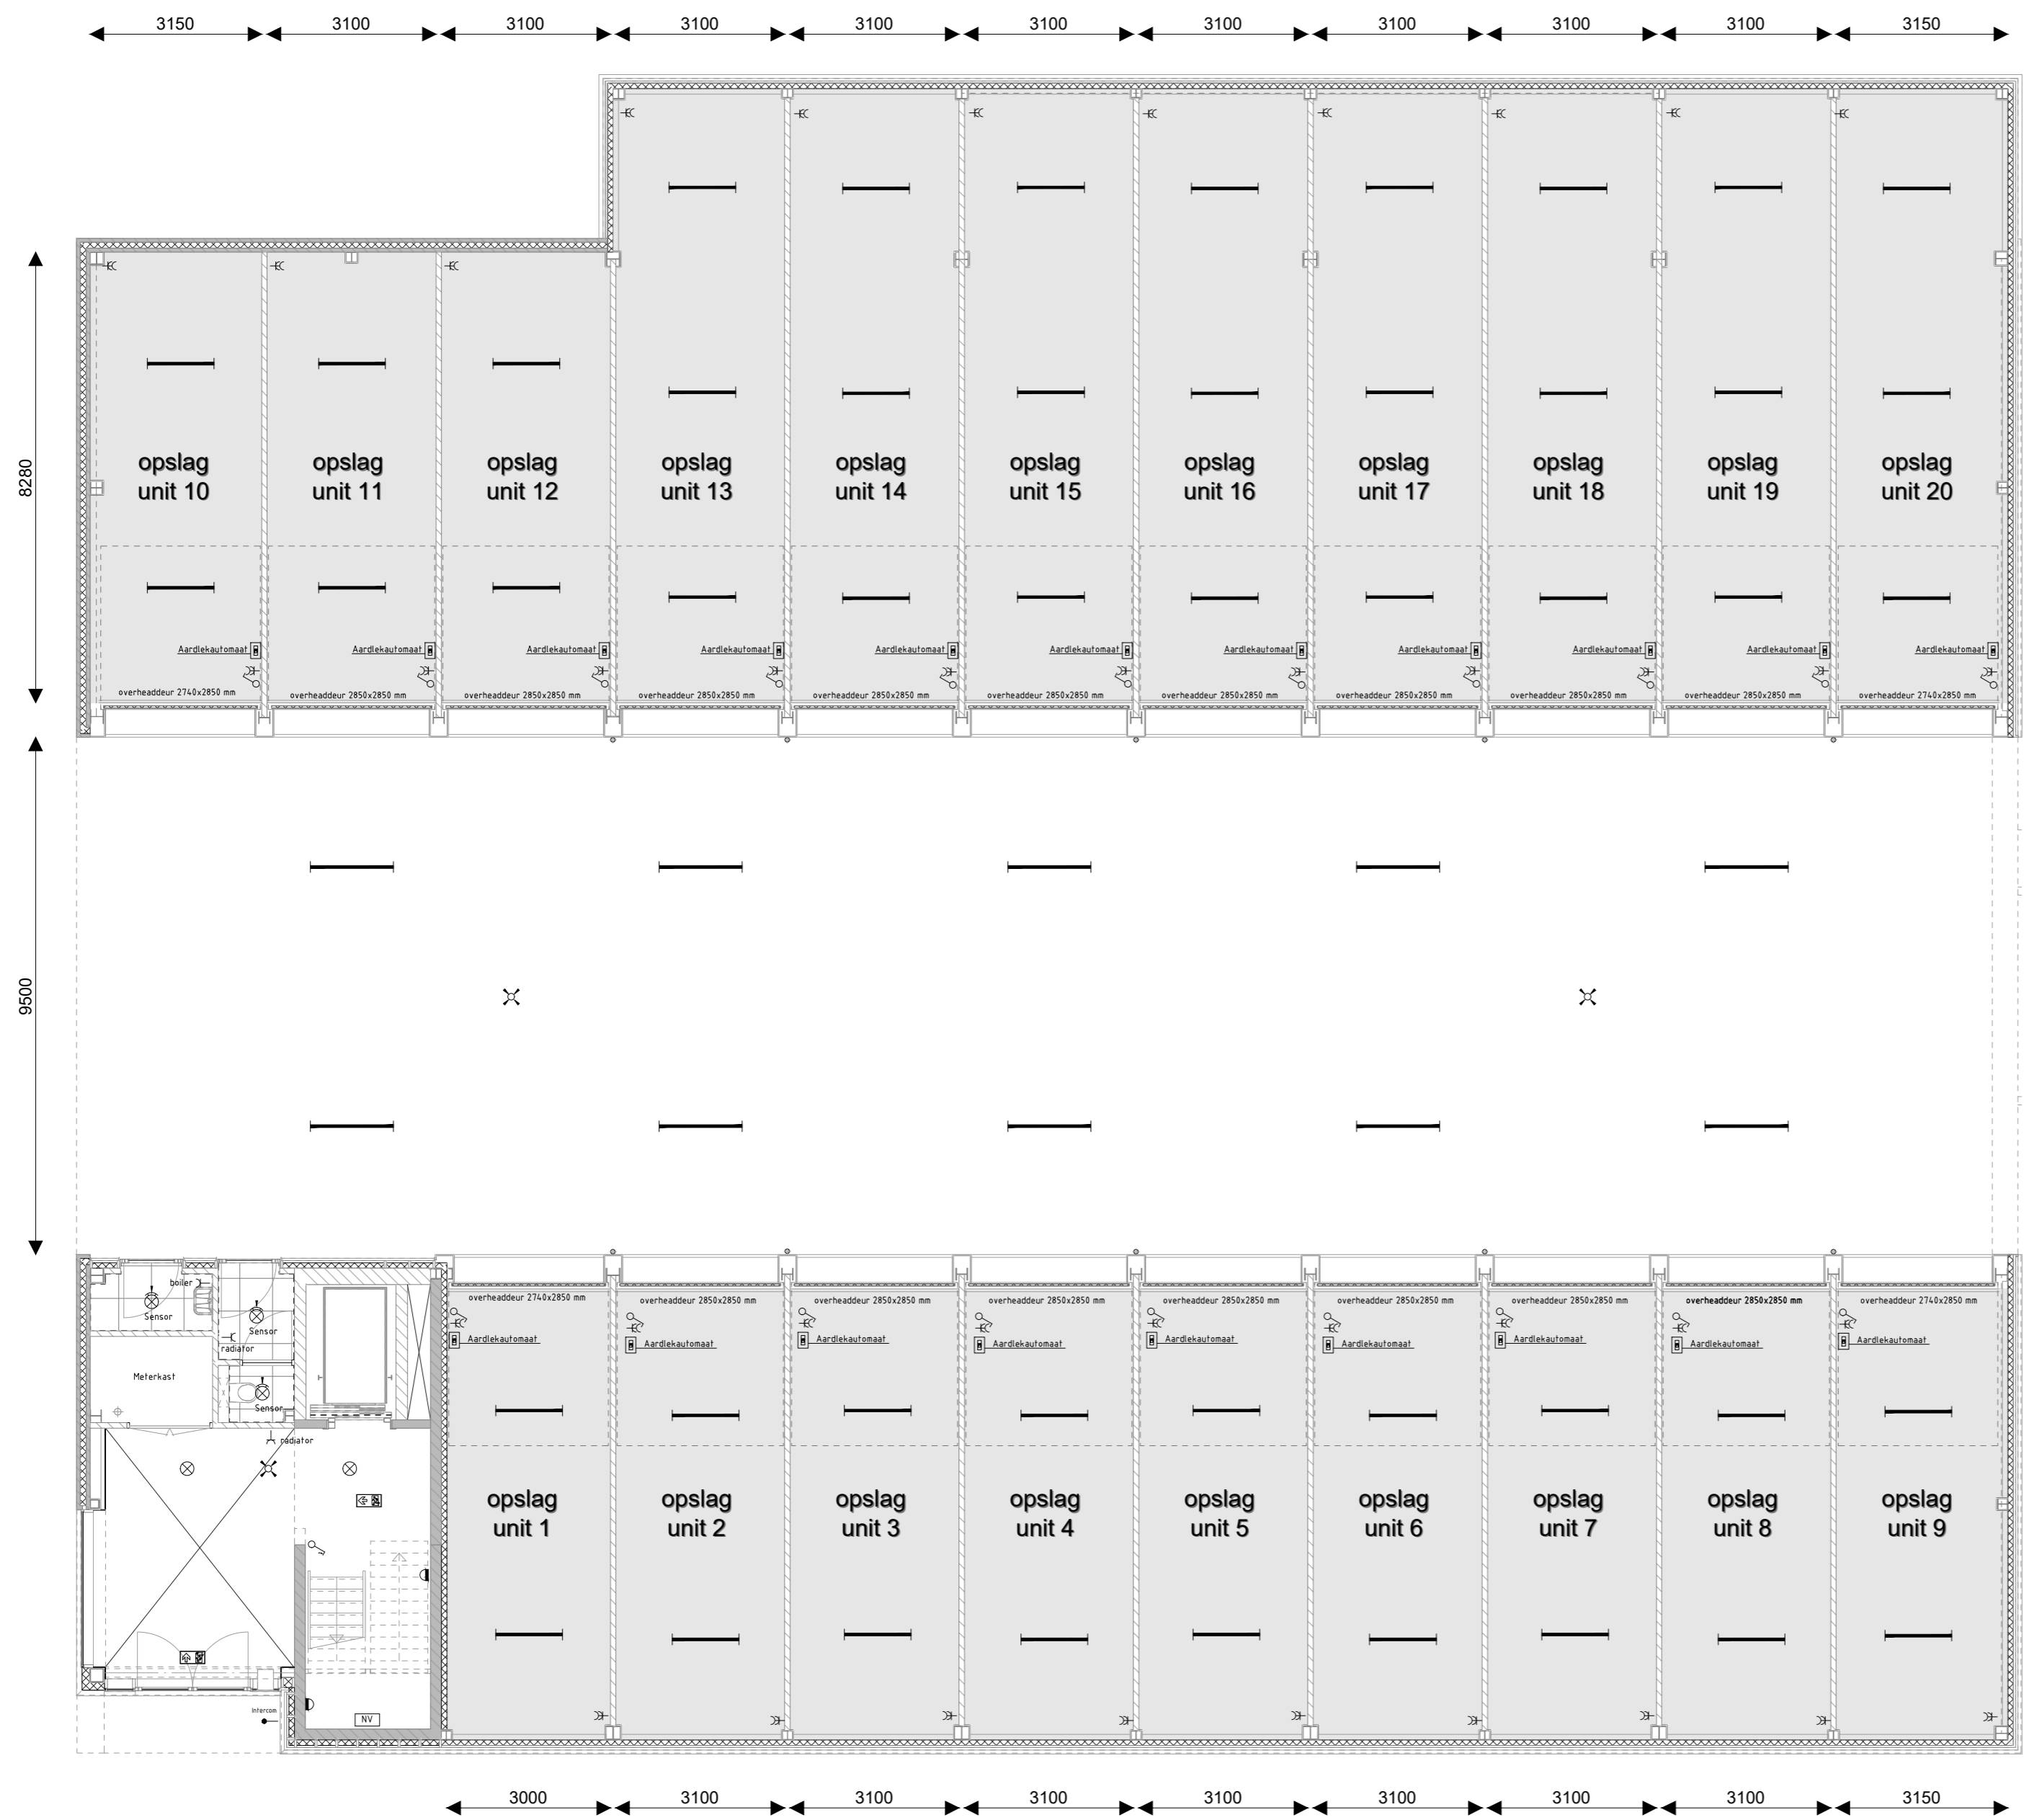 3150 3100 3100 3100 3100 3100 3100 3100 3100 3100 3150
8280
opslag opslag opslag opslag opslag opslag opslag opslag opslag opslag opslag
unit 10 unit 11 unit 12 unit 13 unit 14 unit 15 unit 16 unit 17 unit 18 unit 19 unit 20
Aardlekautomaat Aardlekautomaat Aardlekautomaat Aardlekautomaat Aardlekautomaat Aardlekautomaat Aardlekautomaat Aardlekautomaat Aardlekautomaat Aardlekautomaat Aardlekautomaat
overheaddeur 2740x2850 mm overheaddeur 2850x2850 mm overheaddeur 2850x2850 mm overheaddeur 2850x2850 mm overheaddeur 2850x2850 mm overheaddeur 2850x2850 mm overheaddeur 2850x2850 mm overheaddeur 2850x2850 mm overheaddeur 2850x2850 mm overheaddeur 2850x2850 mm overheaddeur 2740x2850 mm
9500
boiler
Sensor
Sensor
radiator
Meterkast
Sensor
radiator
overheaddeur 2740x2850 mm overheaddeur 2850x2850 mm overheaddeur 2850x2850 mm overheaddeur 2850x2850 mm overheaddeur 2850x2850 mm overheaddeur 2850x2850 mm overheaddeur 2850x2850 mm overheaddeur 2850x2850 mm overheaddeur 2740x2850 mm
Aardlekautomaat Aardlekautomaat Aardlekautomaat Aardlekautomaat Aardlekautomaat Aardlekautomaat Aardlekautomaat Aardlekautomaat Aardlekautomaat
opslag opslag opslag opslag opslag opslag opslag opslag opslag
unit 1 unit 2 unit 3 unit 4 unit 5 unit 6 unit 7 unit 8 unit 9
Intercom
NV
3000 3100 3100 3100 3100 3100 3100 3100 3150